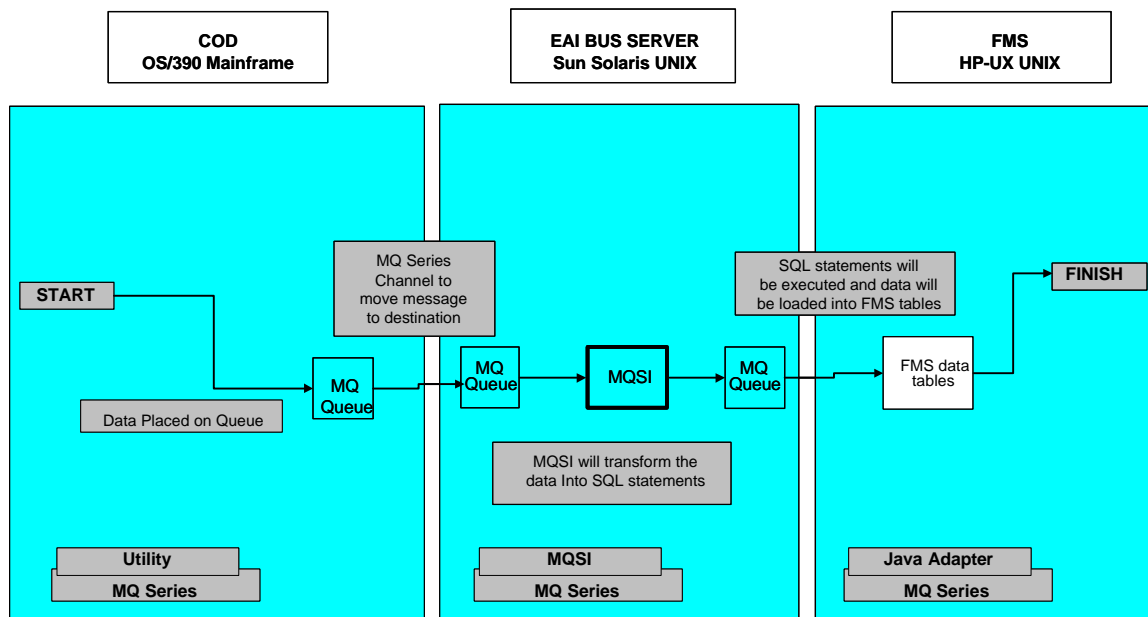 COD
OS/390 Mainframe
EAI BUS SERVER
Sun Solaris UNIX
FMS
HP-UX UNIX
START
MQ Series
Channel to
move message
to destination
SQL statements will
be executed and data will
be loaded into FMS tables
FINISH
MQ
Queue
MQ
Queue
MQSI
MQ
Queue
FMS data
tables
Data Placed on Queue
MQSI will transform the
data Into SQL statements
Utility
MQ Series
MQSI
MQ Series
Java Adapter
MQ Series